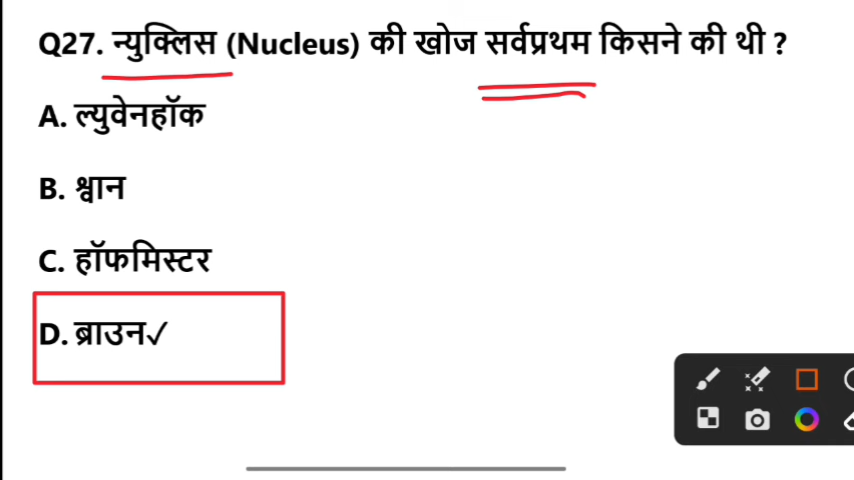 Q27. न्युक्लिस (Nucleus) की खोज सर्वप्रथम किसने की थी ?
A. ल्युवेनहॉक
B. श्वान
C. हॉफमिस्टर
D. ब्राउन✓